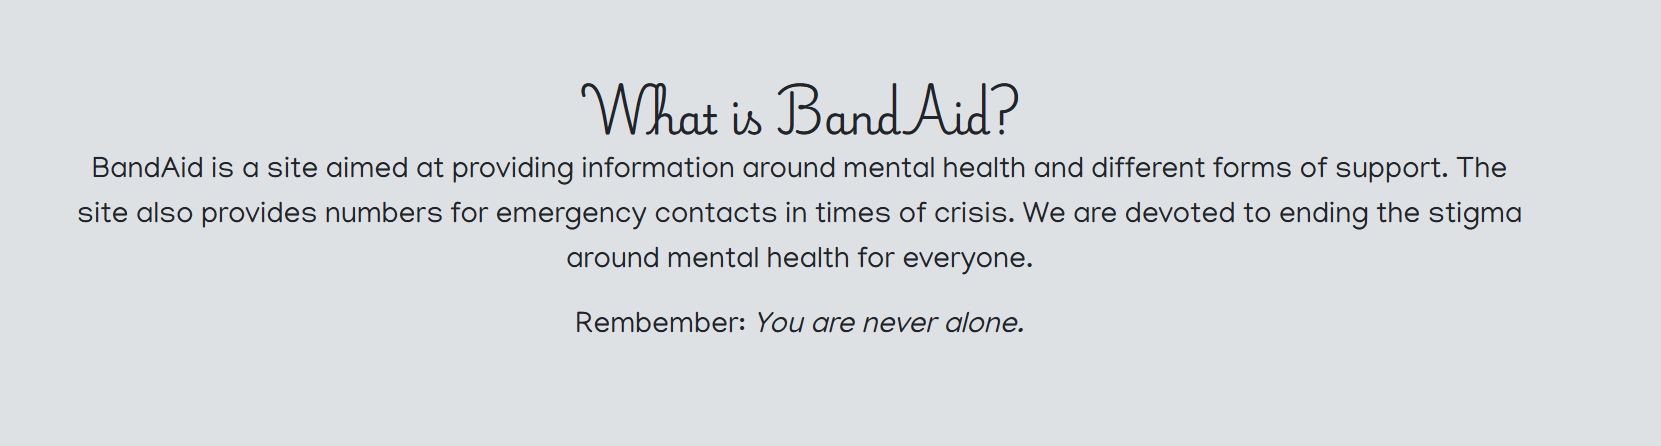 What is BandAid?
BandAid is a site aimed at providing information around mental health and different forms of support. The
site also provides numbers for emergency contacts in times of crisis. We are devoted to ending the stigma
around mental health for everyone.
Rembember: You are never alone.